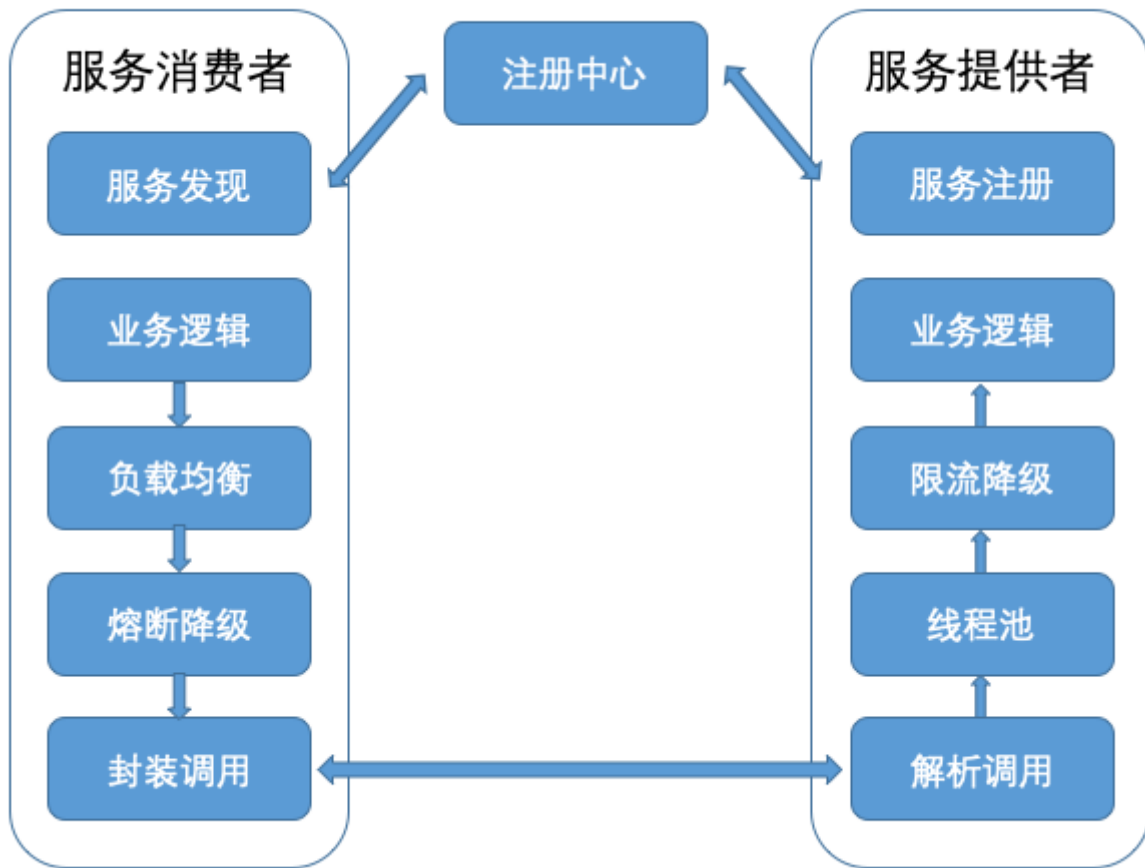 服务消费者
服务发现
业务逻辑
负载均衡
熔断降级
封装调用
注册中心
服务提供者
服务注册
业务逻辑
限流降级
线程池
解析调用